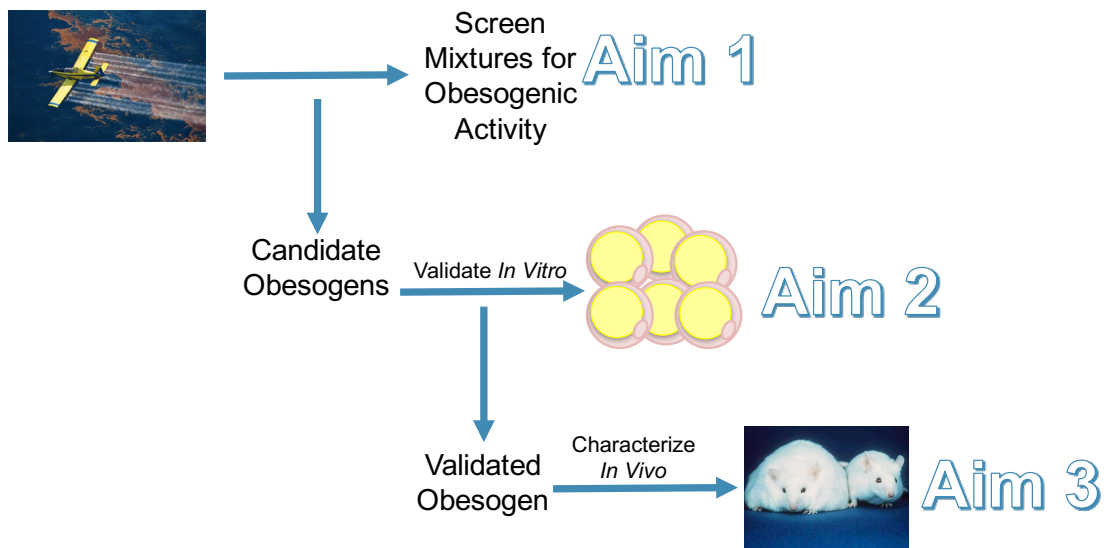 Screen
Mixtures for
Obesogenic
Activity
Aim 1
Candidate
Obesogens
Validate In Vitro
Aim 2
Validated
Obesogen
Characterize
In Vivo
Aim 3